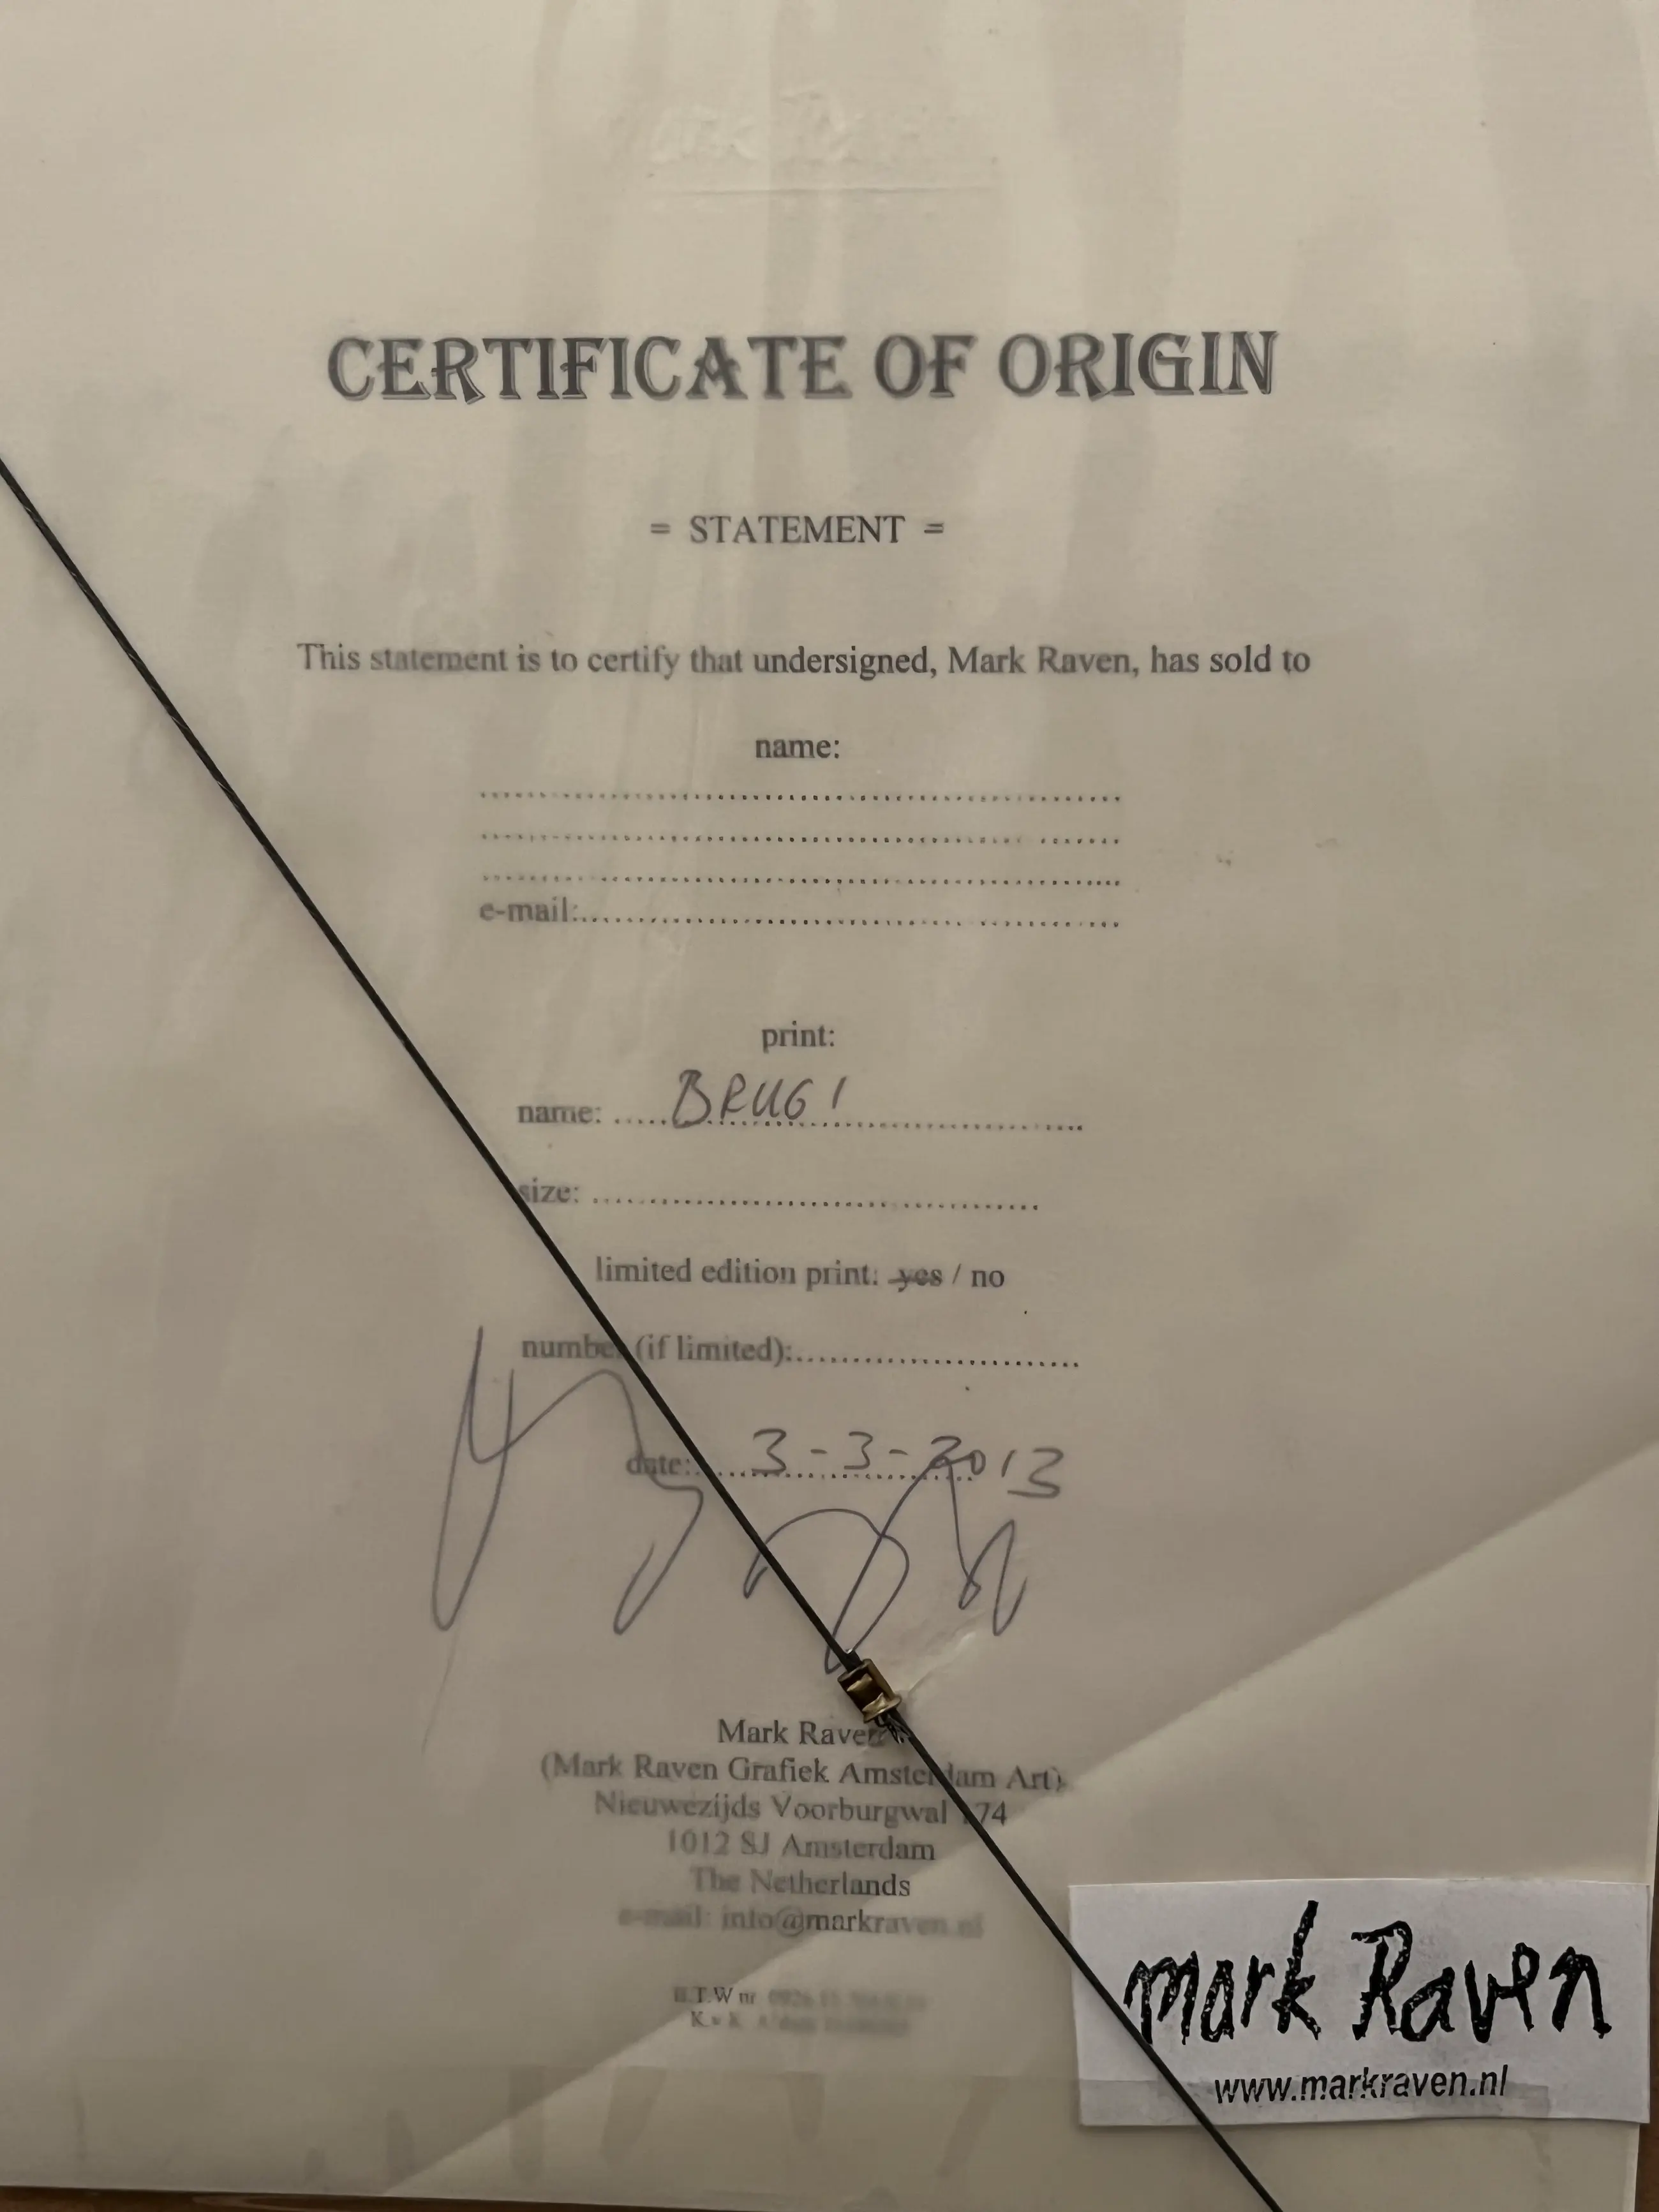 CERTIFICATE OF ORIGIN
= STATEMENT =
This statement is to certify that undersigned, Mark Raven, has sold to
name:
e-mail:
print:
name: BRUG 1
size:
limited edition print: yes / no
number (if limited):
date: 3-3-2013
Mark Raven
(Mark Raven Grafiek Amsterdam Art)
Nieuwezijds Voorburgwal 74
1012 SJ Amsterdam
The Netherlands
e-mail: info@markraven.nl
B.T.W nr
K.v.K.
mark Raven
www.markraven.nl